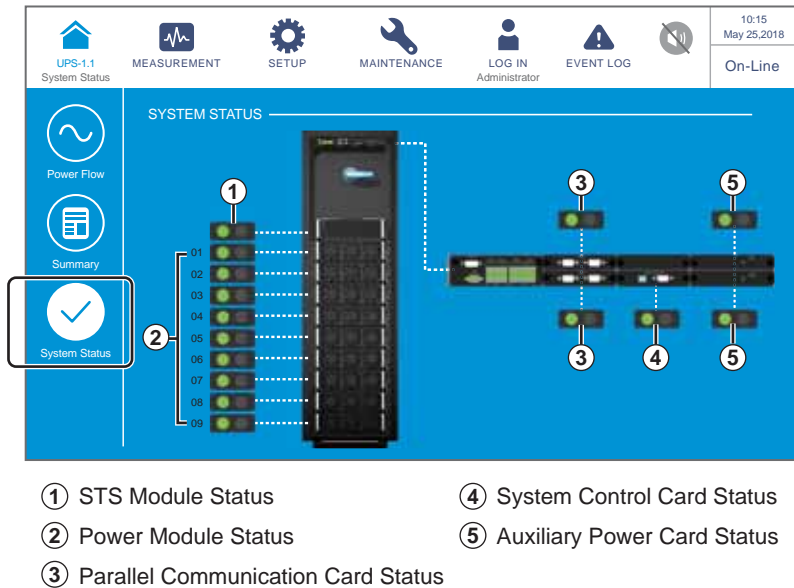 10:15
May 25,2018
On-Line
UPS-1.1
System Status
MEASUREMENT
SETUP
MAINTENANCE
LOG IN
Administrator
EVENT LOG
Power Flow
Summary
System Status
SYSTEM STATUS
1
2
01
02
03
04
05
06
07
08
09
3
5
3
4
5
1 STS Module Status
2 Power Module Status
3 Parallel Communication Card Status
4 System Control Card Status
5 Auxiliary Power Card Status